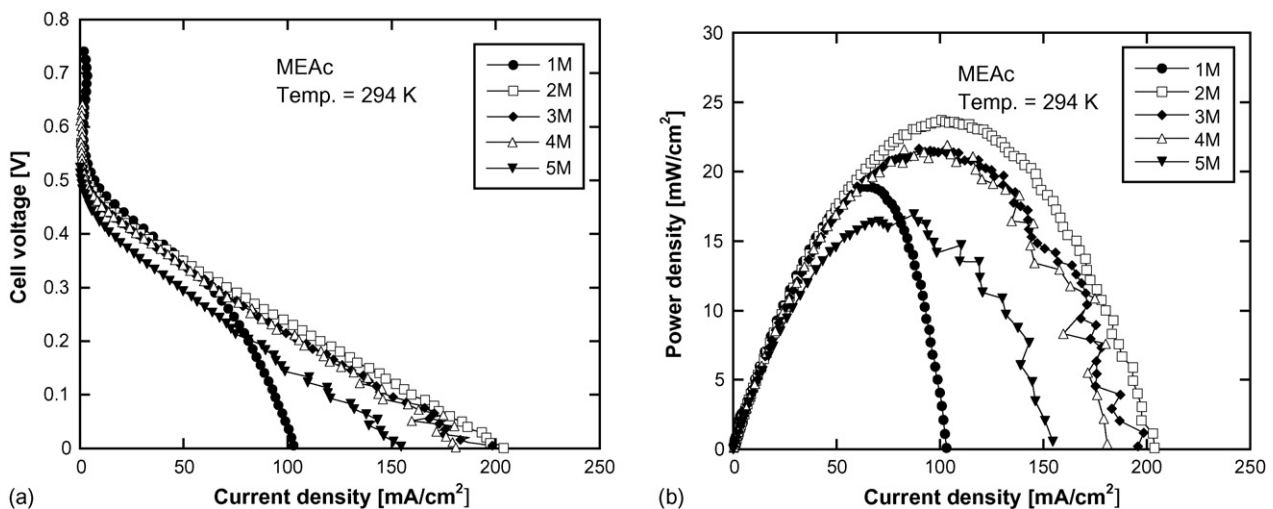 0.8
0.7
0.6
0.5
0.4
0.3
0.2
0.1
0
Cell voltage [V]
MEAc
Temp. = 294 K
1M
2M
3M
4M
5M
0 50 100 150 200 250
Current density [mA/cm²]
(a)
30
25
20
15
10
5
0
Power density [mW/cm²]
MEAc
Temp. = 294 K
1M
2M
3M
4M
5M
0 50 100 150 200 250
Current density [mA/cm²]
(b)